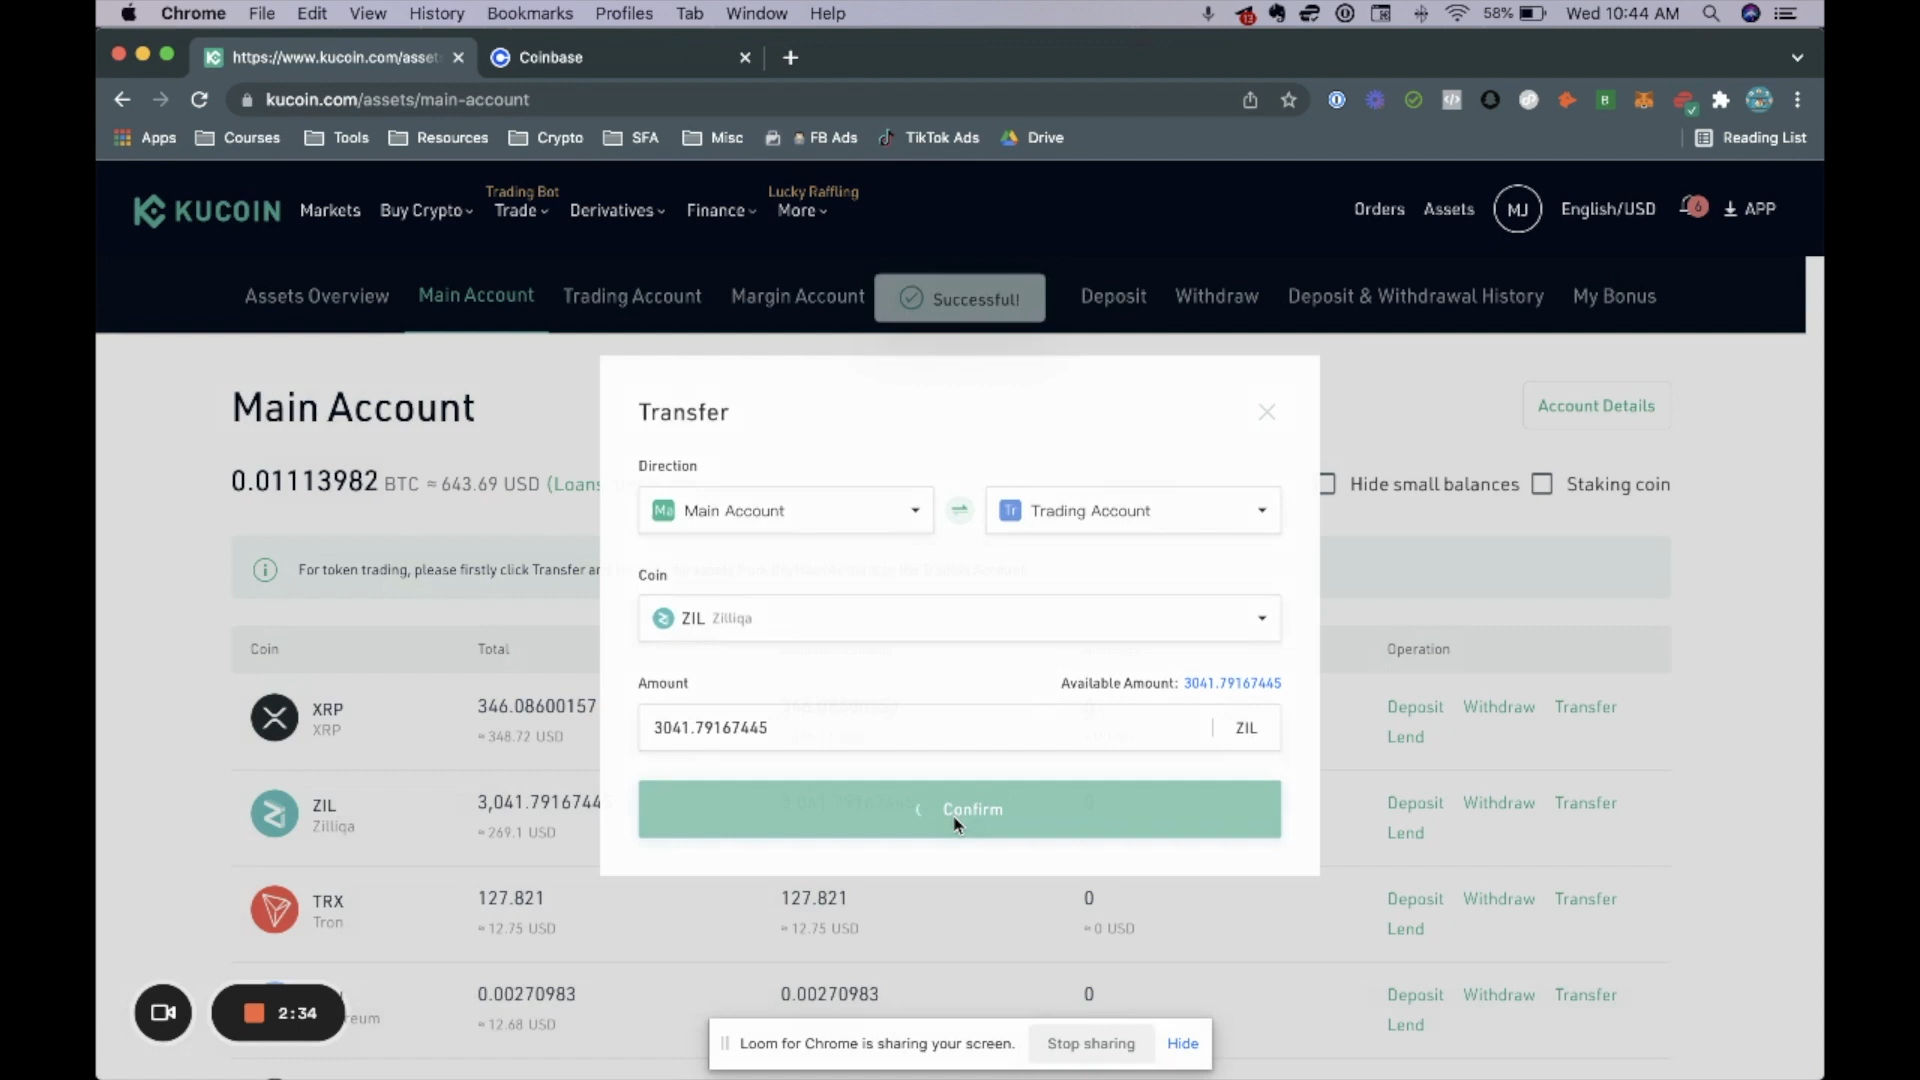 Chrome File Edit View History Bookmarks Profiles Tab Window Help 58% Wed 10:44 AM
https://www.kucoin.com/asset Coinbase
kucoin.com/assets/main-account
Apps Courses Tools Resources Crypto SFA Misc FB Ads TikTok Ads Drive Reading List
Trading Bot Lucky Raffling
KUCOIN Markets Buy Crypto Trade Derivatives Finance More Orders Assets MJ English/USD 6 APP
Assets Overview Main Account Trading Account Margin Account Successful! Deposit Withdraw Deposit & Withdrawal History My Bonus
Main Account Account Details
0.01113982 BTC ≈ 643.69 USD (Loans Hide small balances Staking coin
For token trading, please firstly click Transfer
Transfer
Direction
Ma Main Account Tr Trading Account
Coin
ZIL Zilliqa
Amount Available Amount: 3041.79167445
3041.79167445 ZIL
Confirm
Coin Total Operation
XRP 346.08600157 Deposit Withdraw Transfer
XRP ≈ 348.72 USD Lend
ZIL 3,041.7916744 Deposit Withdraw Transfer
Zilliqa ≈ 269.1 USD Lend
TRX 127.821 127.821 0 Deposit Withdraw Transfer
Tron ≈ 12.75 USD ≈ 12.75 USD ≈ 0 USD Lend
0.00270983 0.00270983 0 Deposit Withdraw Transfer
reum ≈ 12.68 USD Lend
2:34
Loom for Chrome is sharing your screen. Stop sharing Hide